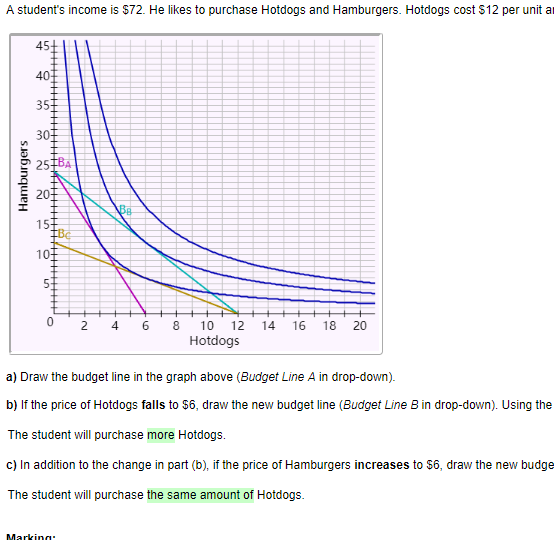 A student's income is $72. He likes to purchase Hotdogs and Hamburgers. Hotdogs cost $12 per unit
45
40
35
30
25
BA
20
BB
15
BC
10
5
Hamburgers
0 2 4 6 8 10 12 14 16 18 20
Hotdogs
a) Draw the budget line in the graph above (Budget Line A in drop-down).
b) If the price of Hotdogs falls to $6, draw the new budget line (Budget Line B in drop-down). Using the
The student will purchase more Hotdogs.
c) In addition to the change in part (b), if the price of Hamburgers increases to $6, draw the new budge
The student will purchase the same amount of Hotdogs.
Marking: